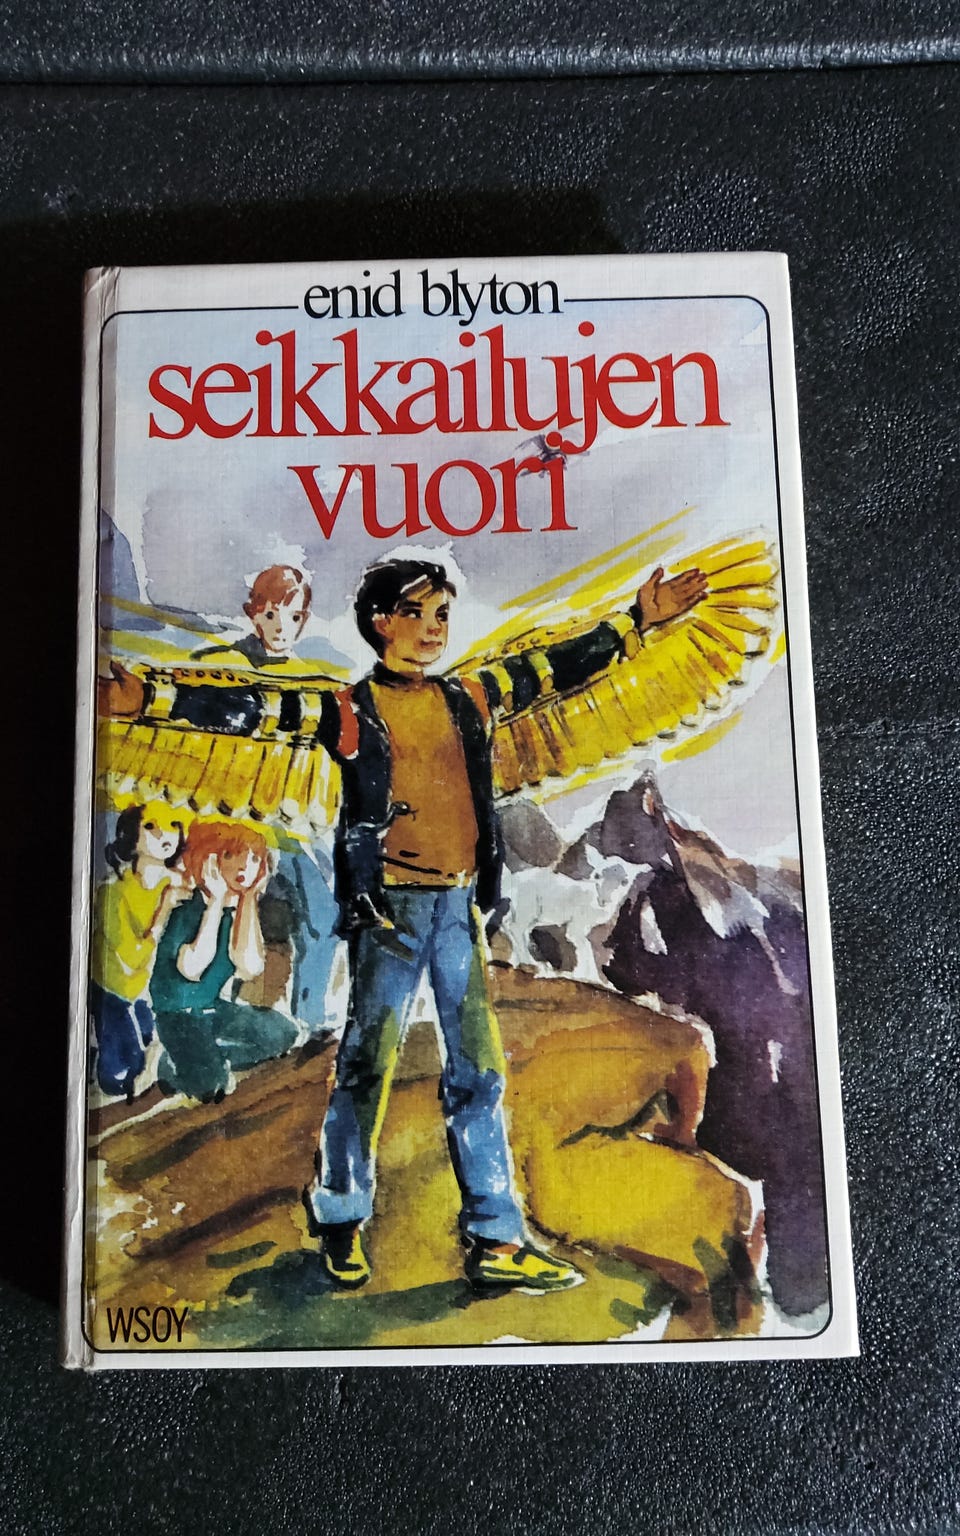 enid blyton
seikkailujen
vuori
WSOY